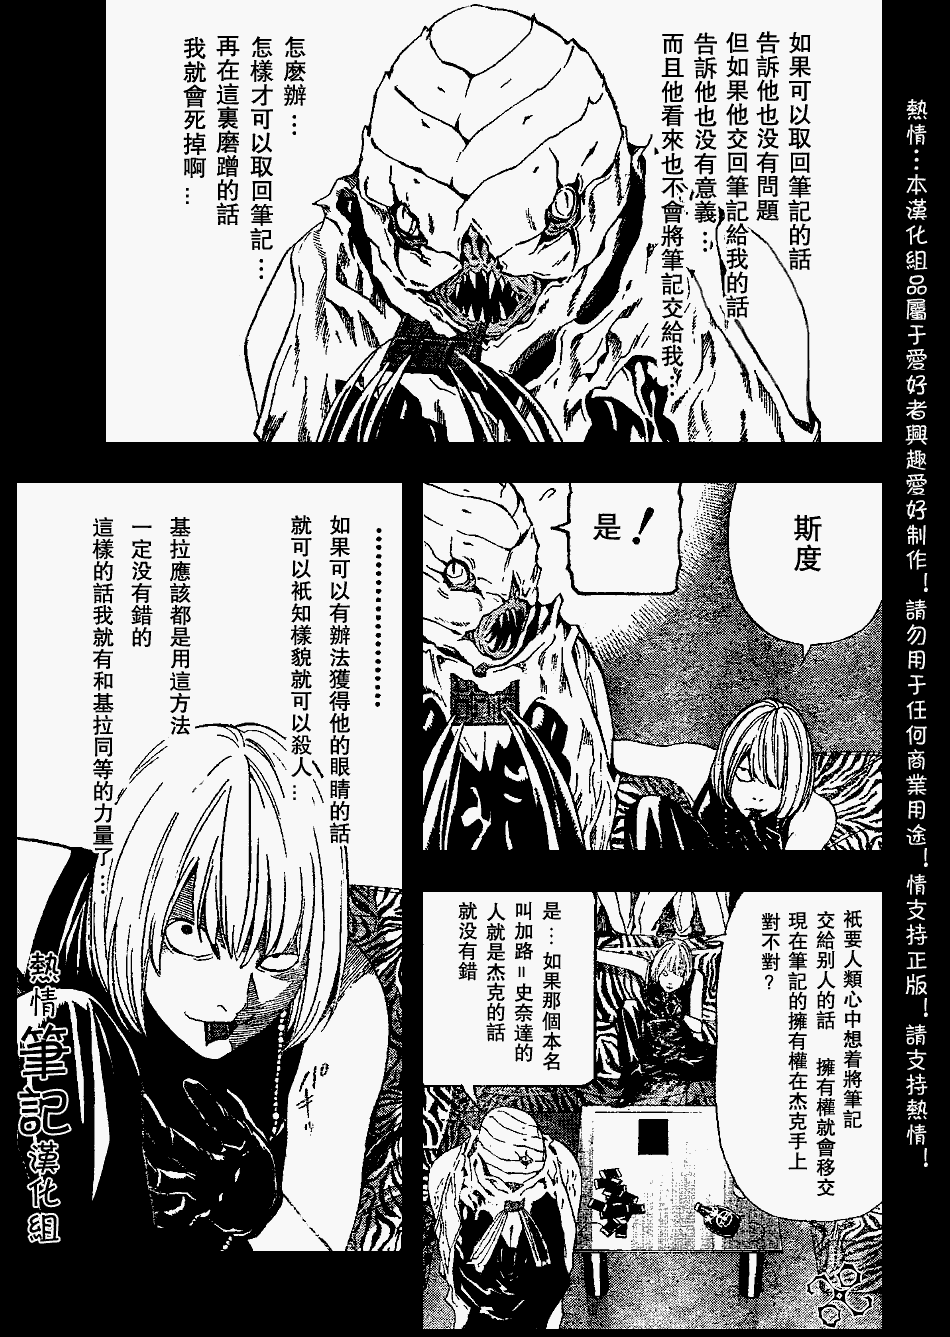 如果可以取回筆記的話
告訴他也没有問題
但如果他交回筆記給我的話
告訴他也没有意義…
而且他看來也不會將筆記交給我…
怎麽辦…
怎樣才可以取回筆記…
再在這裏磨蹭的話
我就會死掉啊…
斯度
！
是
衹要人類心中想着將筆記
交給别人的話 擁有權就會移交
現在筆記的擁有權在杰克手上
對不對？
是…如果那個本名
叫加路＝史奈達的
人就是杰克的話
就没有錯
………………
如果可以有辦法獲得他的眼睛的話
就可以衹知樣貌就可以殺人…
基拉應該都是用這方法
一定没有錯的
這樣的話我就有和基拉同等的力量了…
パキ
熱情筆記漢化組
熱情…本漢化組品屬于愛好者興趣愛好制作！請勿用于任何商業用途！情支持正版！請支持熱情！